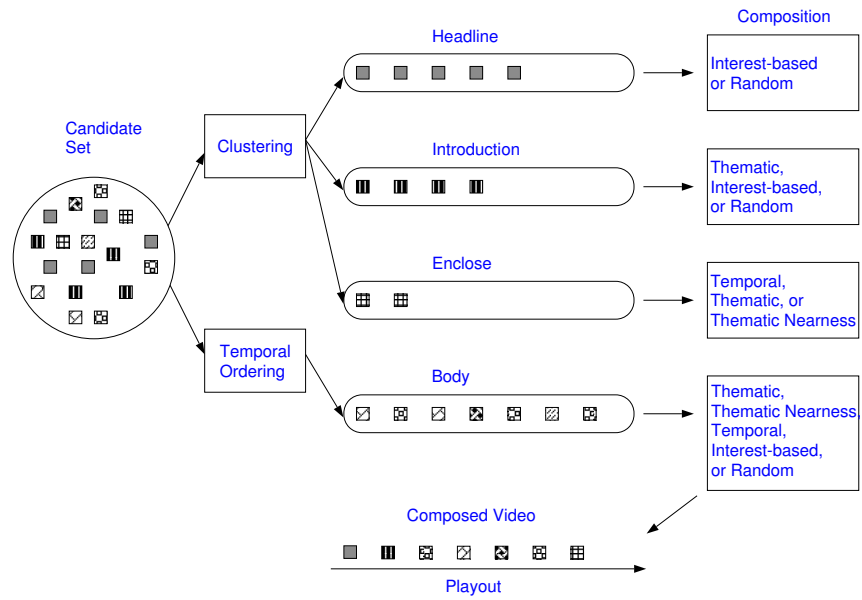 Composition
Headline
Interest-based
or Random
Candidate
Set
Clustering
Introduction
Thematic,
Interest-based,
or Random
Enclose
Temporal,
Thematic, or
Thematic Nearness
Temporal
Ordering
Body
Thematic,
Thematic Nearness,
Temporal,
Interest-based,
or Random
Composed Video
Playout